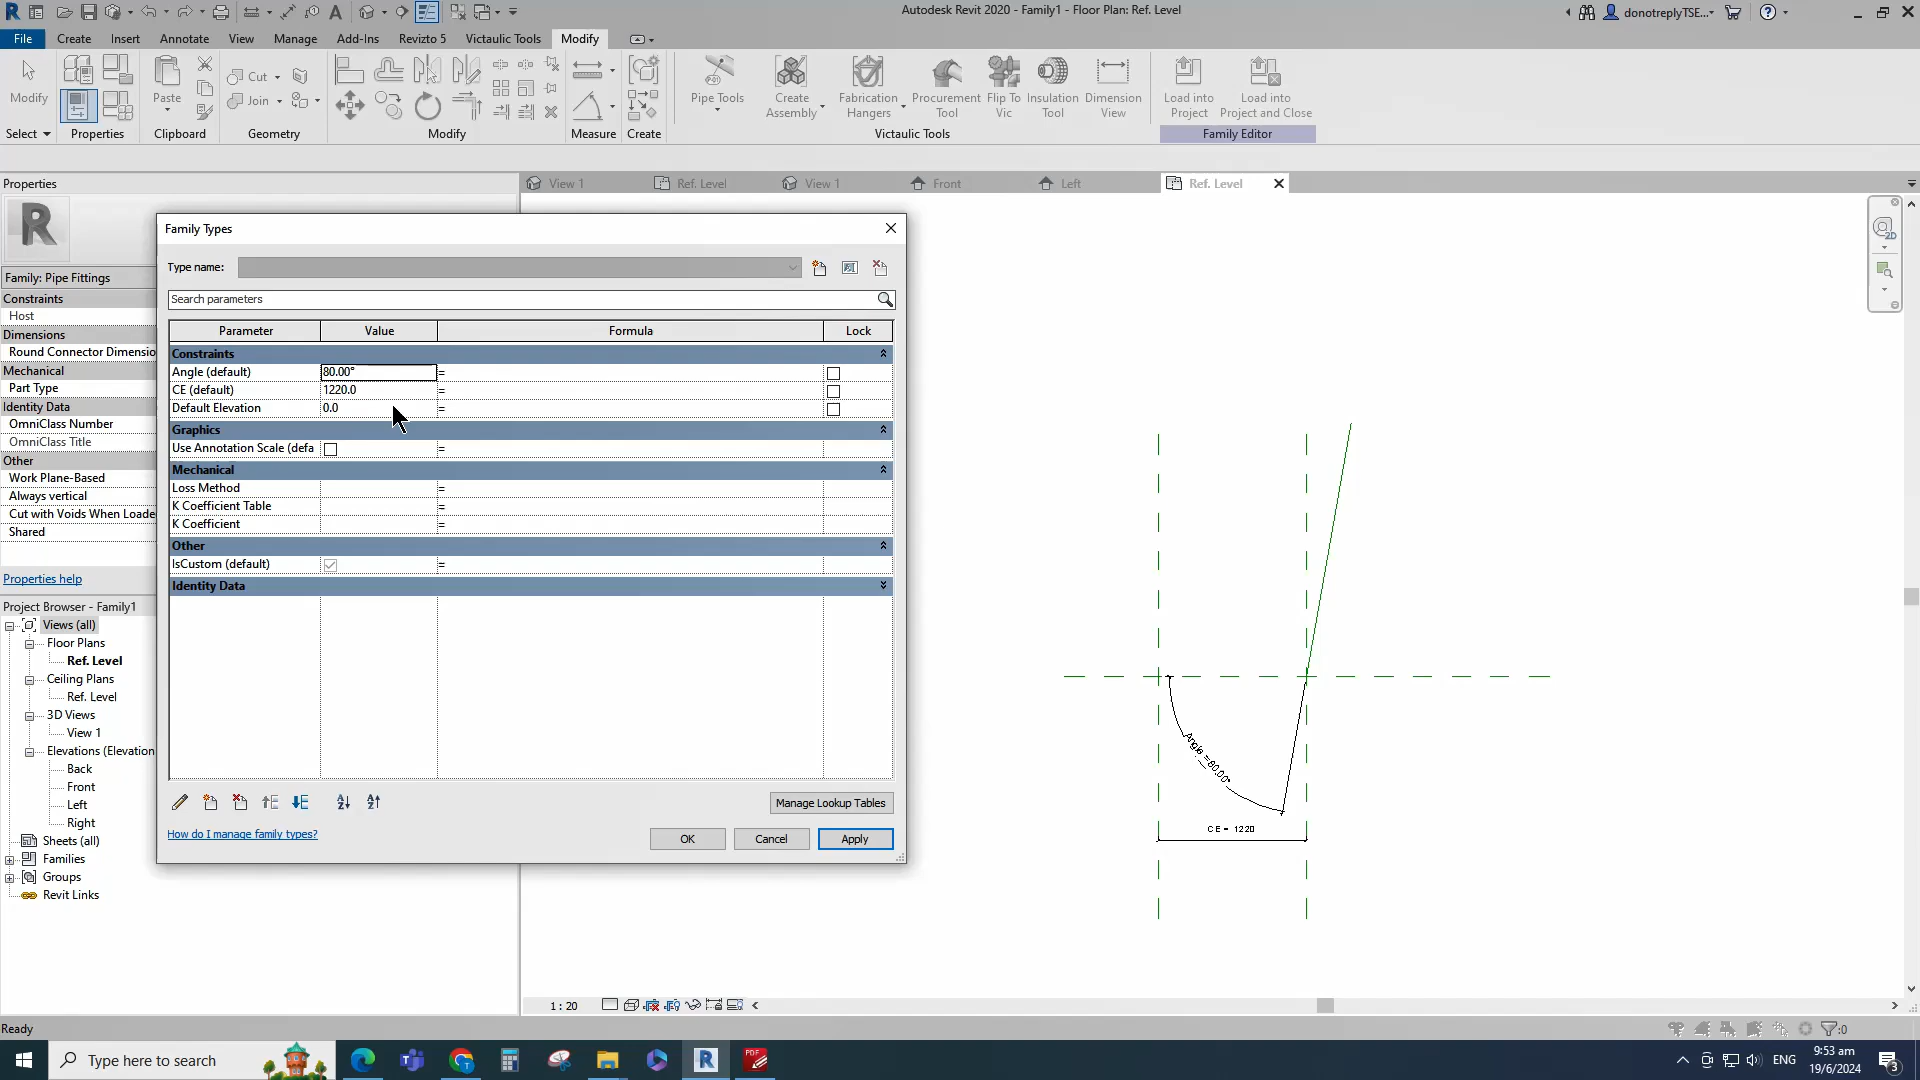 Autodesk Revit 2020 - Family1 - Floor Plan: Ref. Level
donotreplyTSE...
File Create Insert Annotate View Manage Add-Ins Revizto 5 Victaulic Tools Modify
Modify
Paste
Cut
Join
Pipe Tools
Create Assembly
Fabrication Hangers
Procurement Tool
Flip To Vic
Insulation Tool
Dimension View
Load into Project
Load into Project and Close
Select Properties Clipboard Geometry Modify Measure Create Victaulic Tools Family Editor
Properties
View 1 Ref. Level View 1 Front Left Ref. Level
Family: Pipe Fittings
Constraints
Host
Dimensions
Round Connector Dimensio
Mechanical
Part Type
Identity Data
OmniClass Number
OmniClass Title
Other
Work Plane-Based
Always vertical
Cut with Voids When Loade
Shared
Properties help
Project Browser - Family1
Views (all)
Floor Plans
Ref. Level
Ceiling Plans
Ref. Level
3D Views
View 1
Elevations (Elevation
Back
Front
Left
Right
Sheets (all)
Families
Groups
Revit Links
Family Types
Type name:
Search parameters
Parameter Value Formula Lock
Constraints
Angle (default) 80.00° =
CE (default) 1220.0 =
Default Elevation 0.0 =
Graphics
Use Annotation Scale (defa =
Mechanical
Loss Method =
K Coefficient Table =
K Coefficient =
Other
IsCustom (default) =
Identity Data
Manage Lookup Tables
How do I manage family types?
OK Cancel Apply
Angle = 80.00°
CE = 1220
1 : 20
Ready
:0
Type here to search
ENG
9:53 am
19/6/2024
3